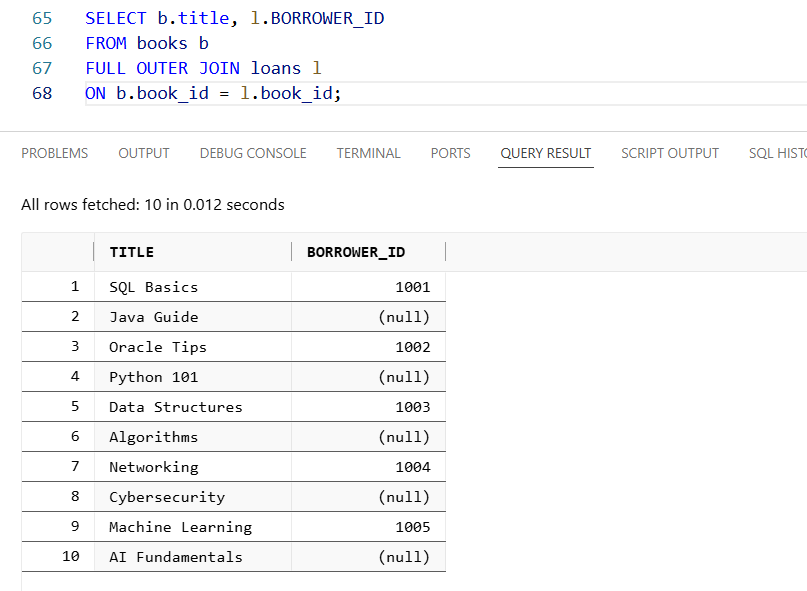 65 SELECT b.title, l.BORROWER_ID
66 FROM books b
67 FULL OUTER JOIN loans l
68 ON b.book_id = l.book_id;
PROBLEMS OUTPUT DEBUG CONSOLE TERMINAL PORTS QUERY RESULT SCRIPT OUTPUT SQL HISTO
All rows fetched: 10 in 0.012 seconds
TITLE BORROWER_ID
1 SQL Basics 1001
2 Java Guide (null)
3 Oracle Tips 1002
4 Python 101 (null)
5 Data Structures 1003
6 Algorithms (null)
7 Networking 1004
8 Cybersecurity (null)
9 Machine Learning 1005
10 AI Fundamentals (null)